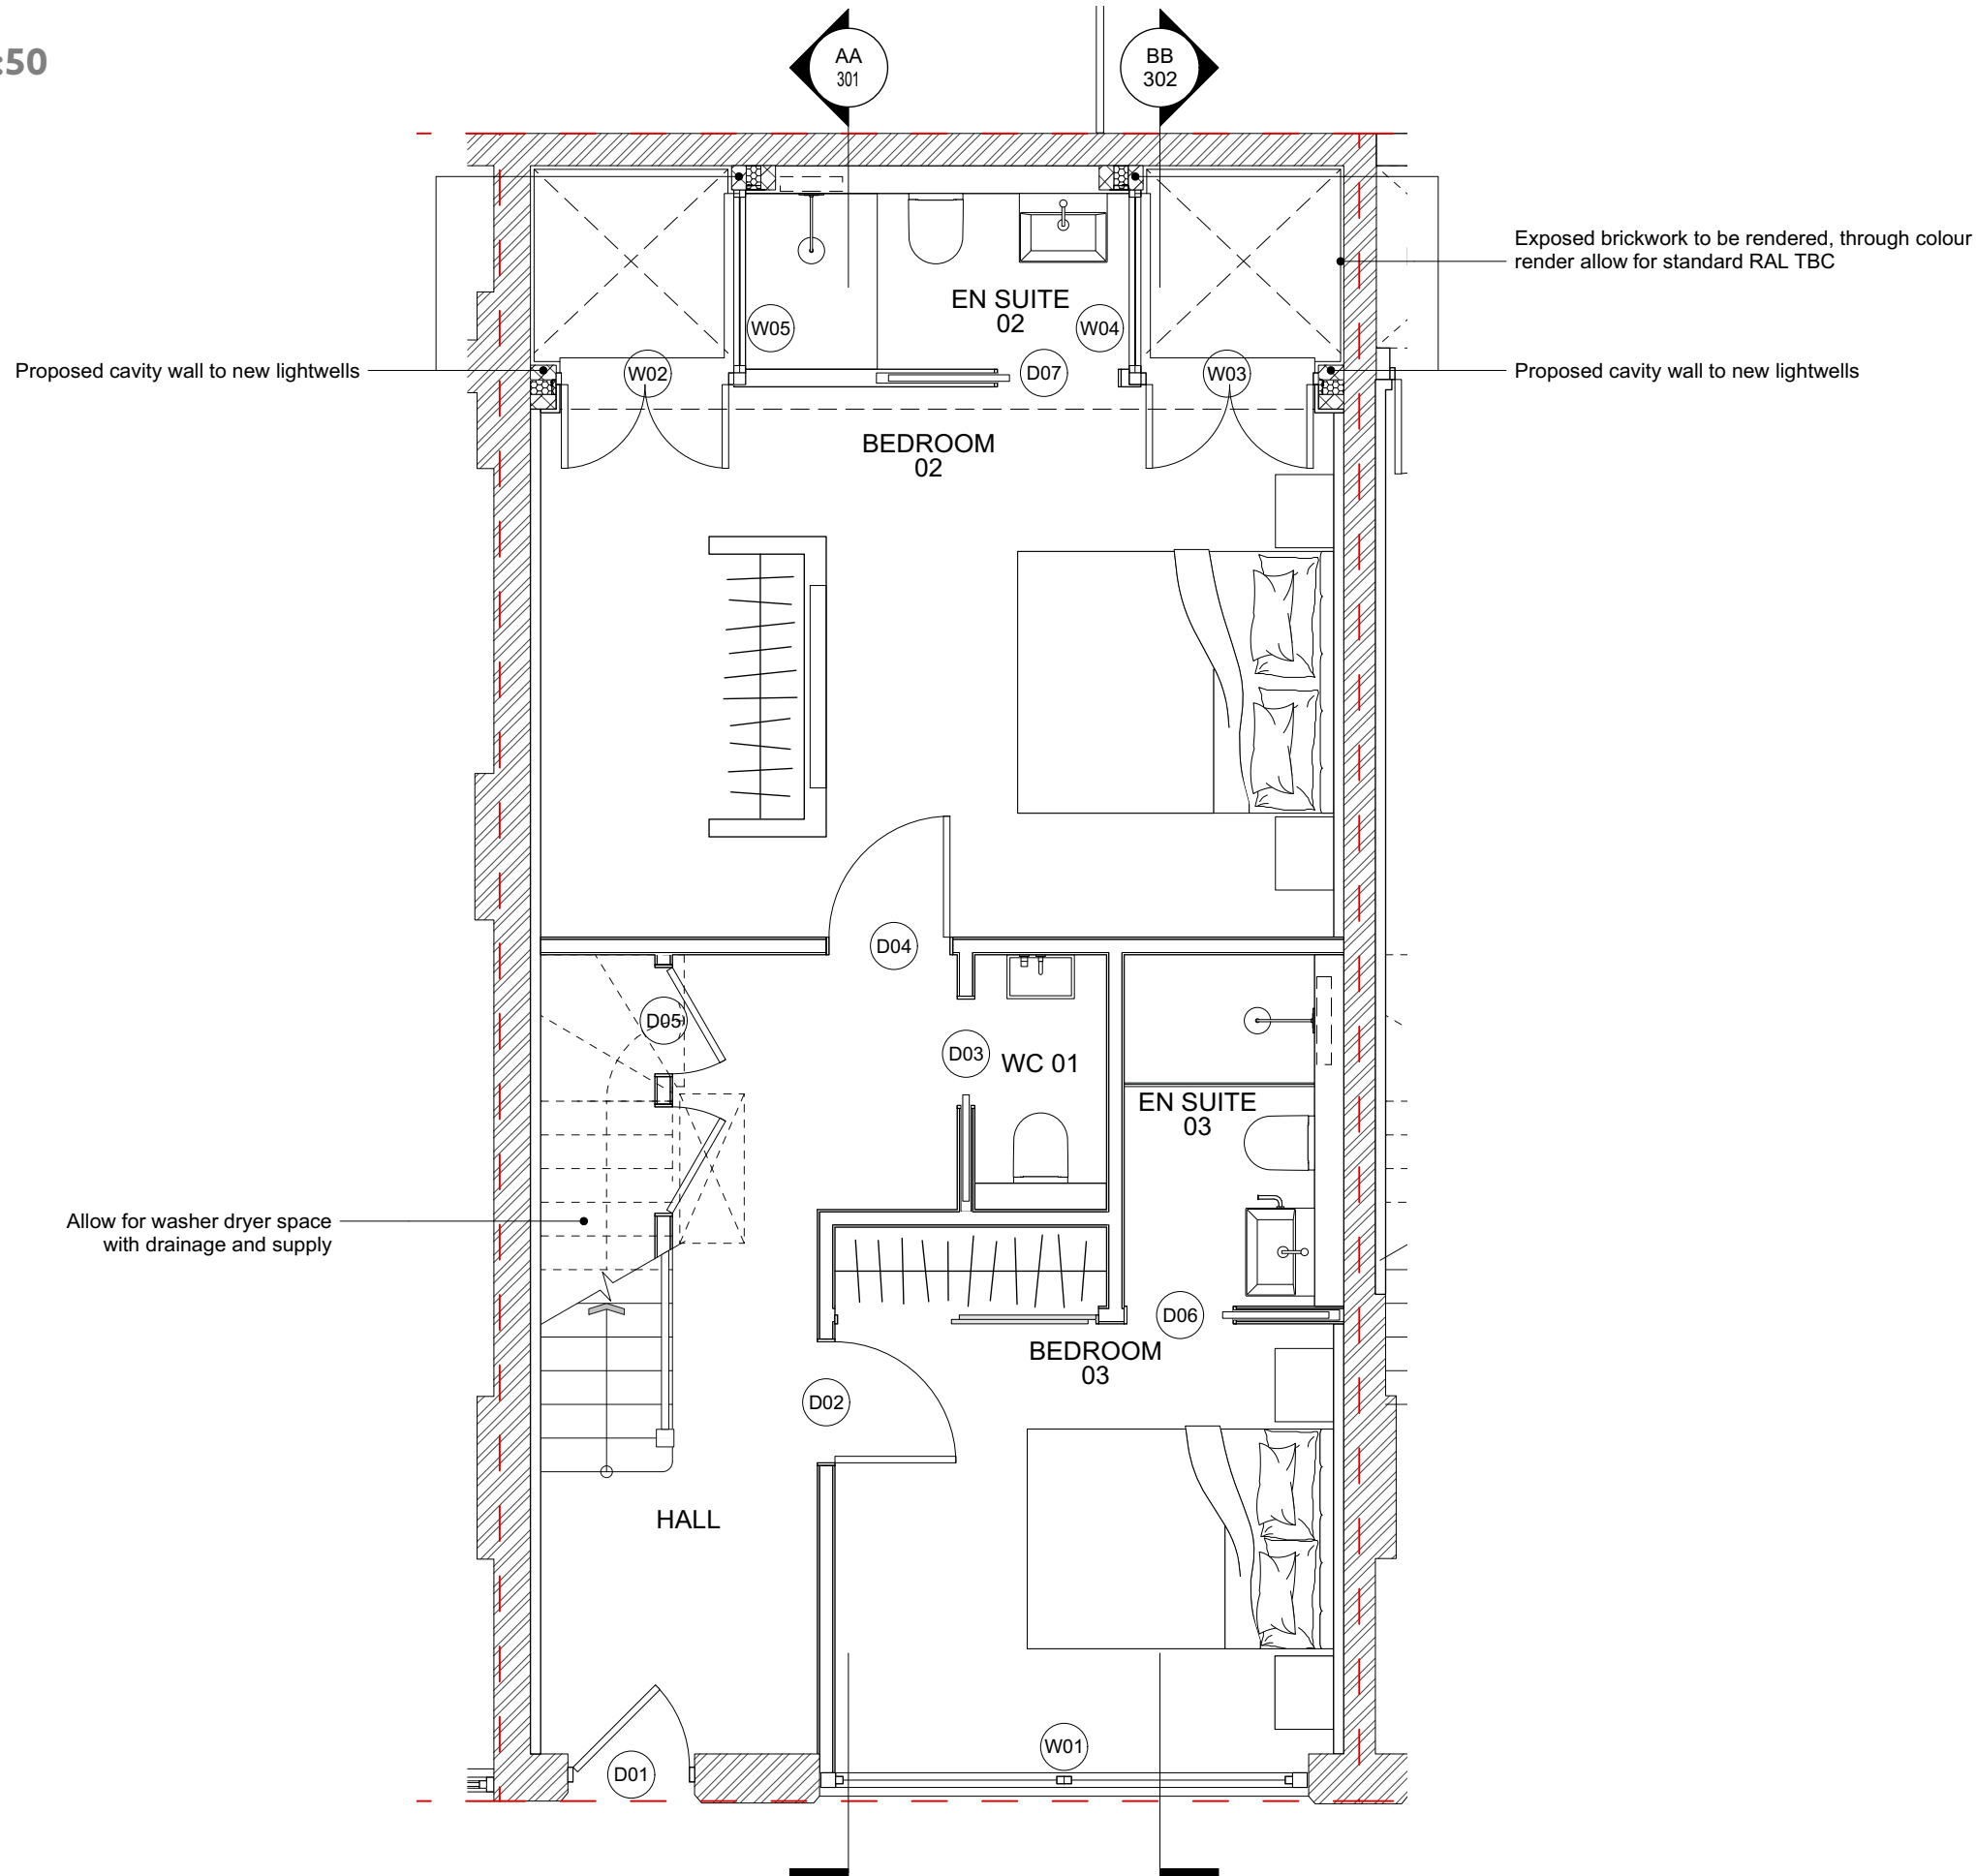 :50
AA
301
BB
302
Exposed brickwork to be rendered, through colour
render allow for standard RAL TBC
EN SUITE
02
W05
W04
Proposed cavity wall to new lightwells
W02
D07
W03
Proposed cavity wall to new lightwells
BEDROOM
02
D04
D05
D03
WC 01
EN SUITE
03
Allow for washer dryer space
with drainage and supply
D06
BEDROOM
03
D02
HALL
W01
D01